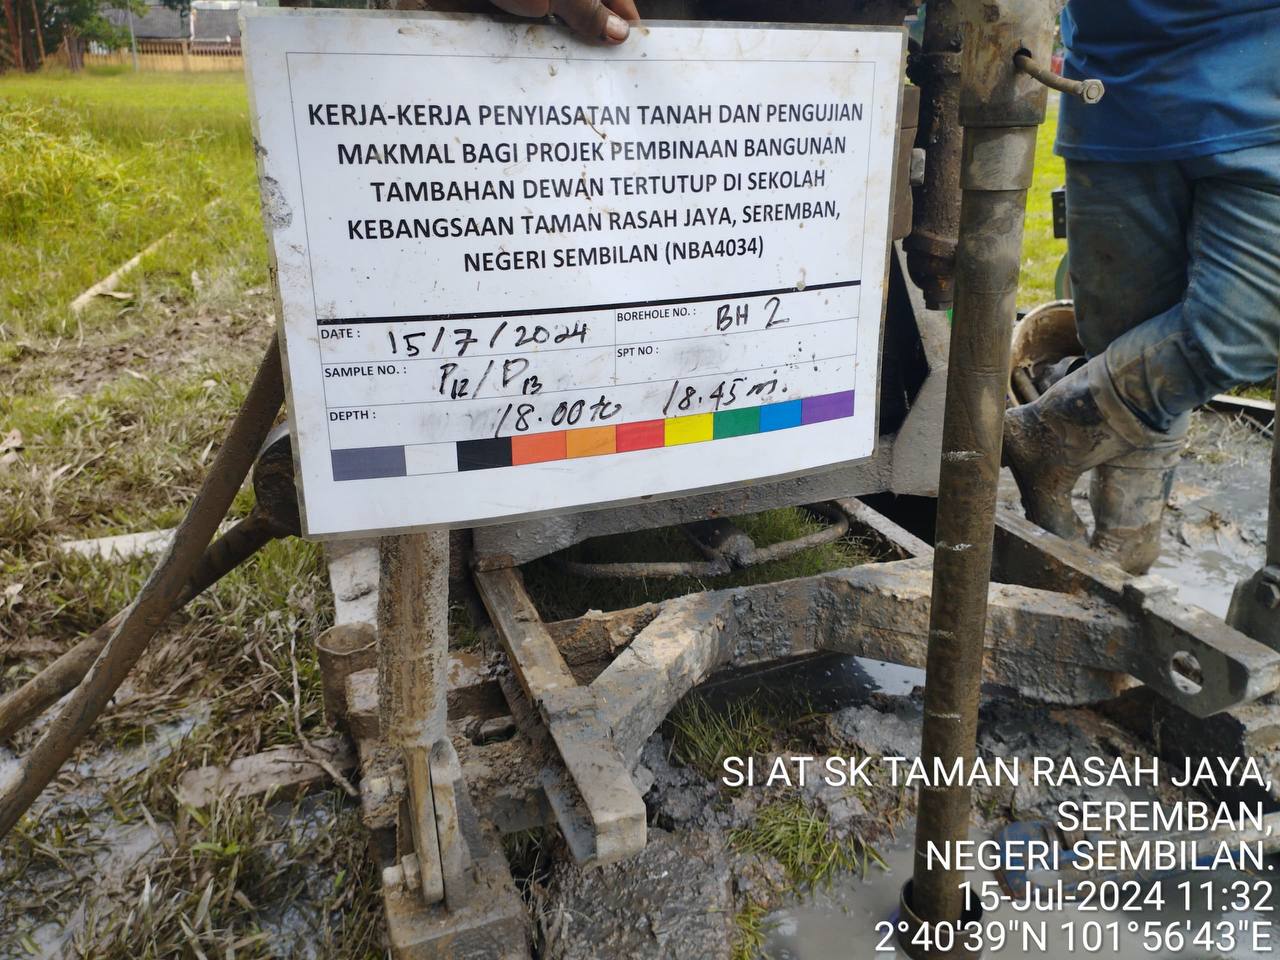 KERJA-KERJA PENYIASATAN TANAH DAN PENGUJIAN
MAKMAL BAGI PROJEK PEMBINAAN BANGUNAN
TAMBAHAN DEWAN TERTUTUP DI SEKOLAH
KEBANGSAAN TAMAN RASAH JAYA, SEREMBAN,
NEGERI SEMBILAN (NBA4034)
DATE : 15/7/2024 BOREHOLE NO. : BH 2
SAMPLE NO. : P12/D13 SPT NO :
DEPTH : 18.00 to 18.45 m.
SI AT SK TAMAN RASAH JAYA,
SEREMBAN,
NEGERI SEMBILAN.
15-Jul-2024 11:32
2°40'39"N 101°56'43"E